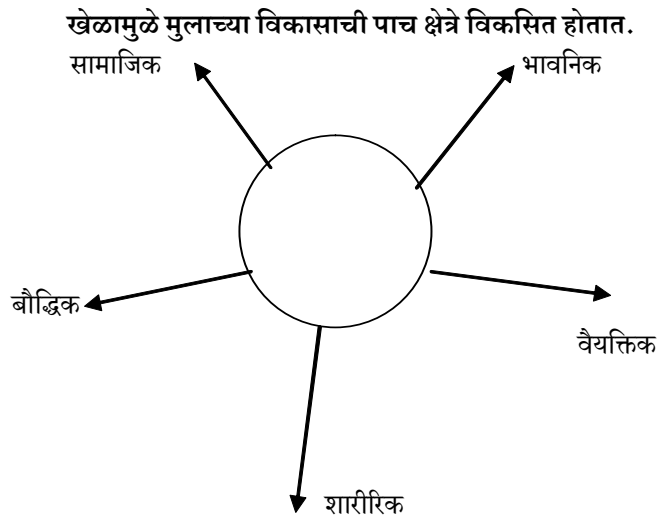 खेळामुळे मुलाच्या विकासाची पाच क्षेत्रे विकसित होतात.
सामाजिक
भावनिक
बौद्धिक
वैयक्तिक
शारीरिक